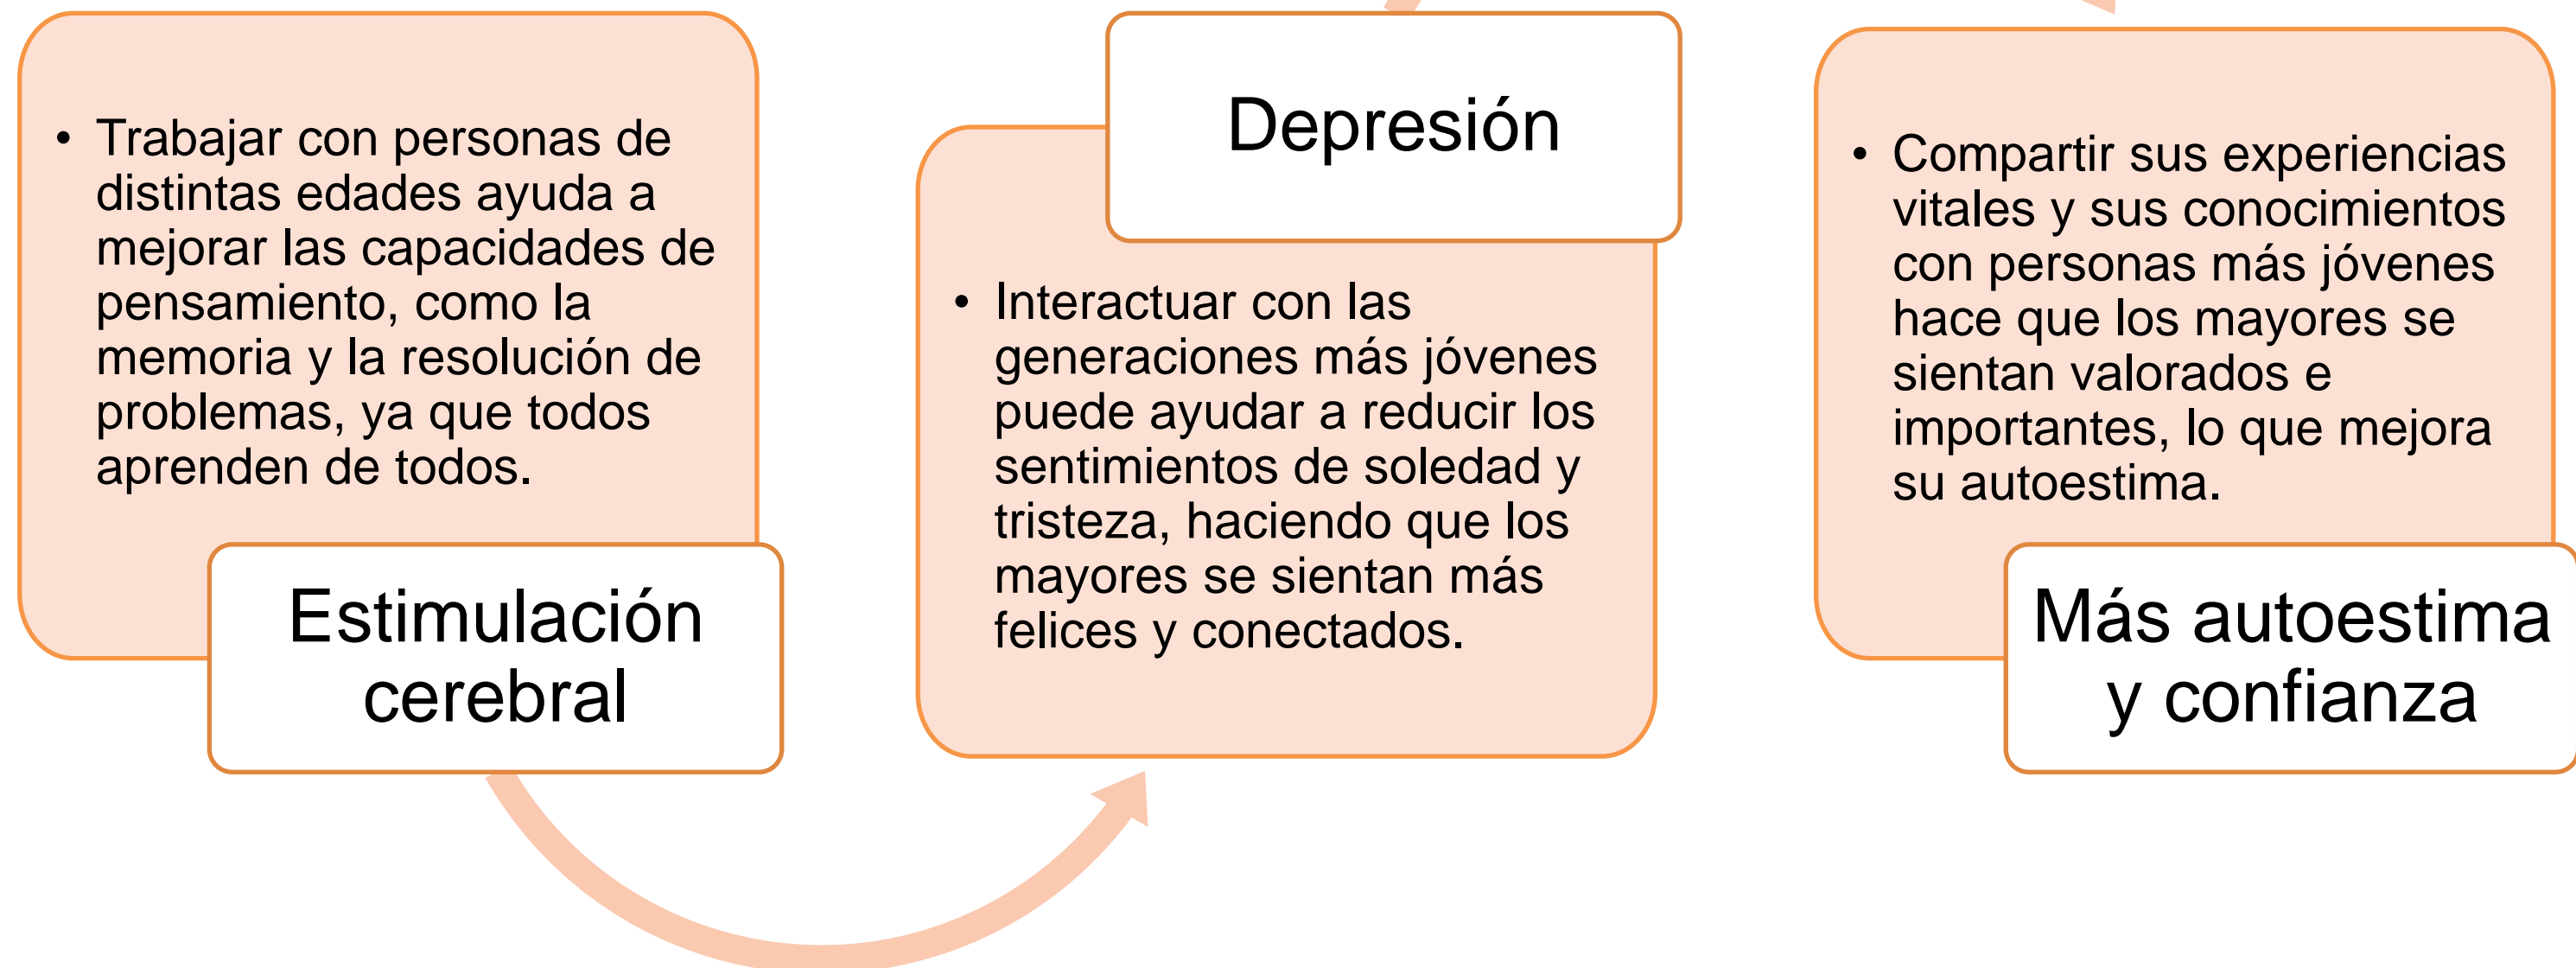 • Trabajar con personas de
distintas edades ayuda a
mejorar las capacidades de
pensamiento, como la
memoria y la resolución de
problemas, ya que todos
aprenden de todos.
Estimulación
cerebral
Depresión
• Interactuar con las
generaciones más jóvenes
puede ayudar a reducir los
sentimientos de soledad y
tristeza, haciendo que los
mayores se sientan más
felices y conectados.
• Compartir sus experiencias
vitales y sus conocimientos
con personas más jóvenes
hace que los mayores se
sientan valorados e
importantes, lo que mejora
su autoestima.
Más autoestima
y confianza